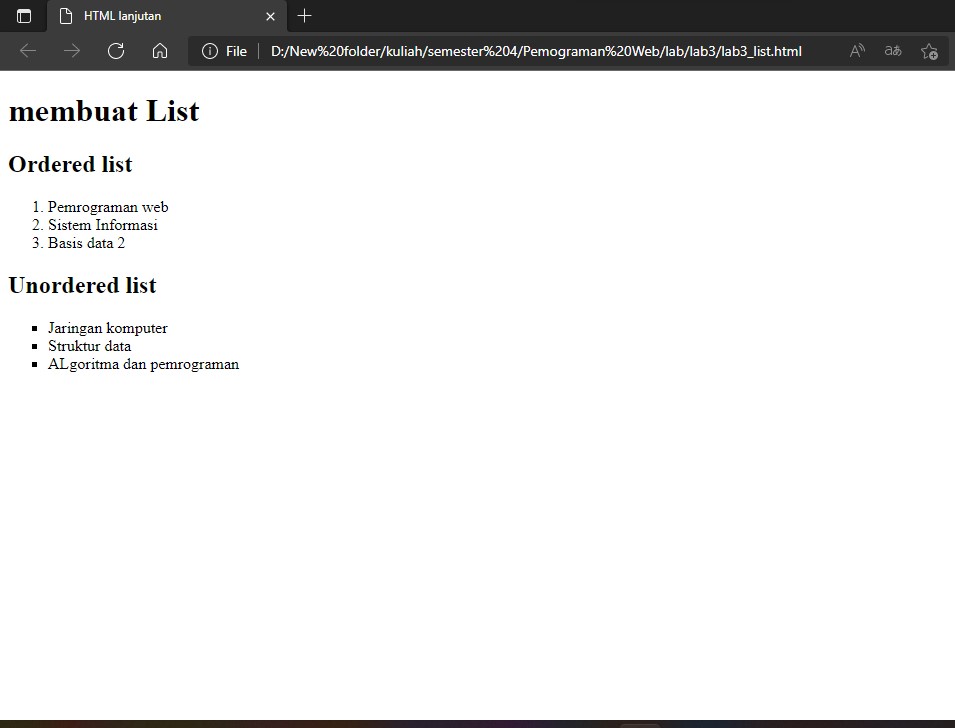 HTML lanjutan
File
D:/New%20folder/kuliah/semester%204/Pemograman%20Web/lab/lab3/lab3_list.html
membuat List
Ordered list
1. Pemrograman web
2. Sistem Informasi
3. Basis data 2
Unordered list
▪ Jaringan komputer
▪ Struktur data
▪ ALgoritma dan pemrograman